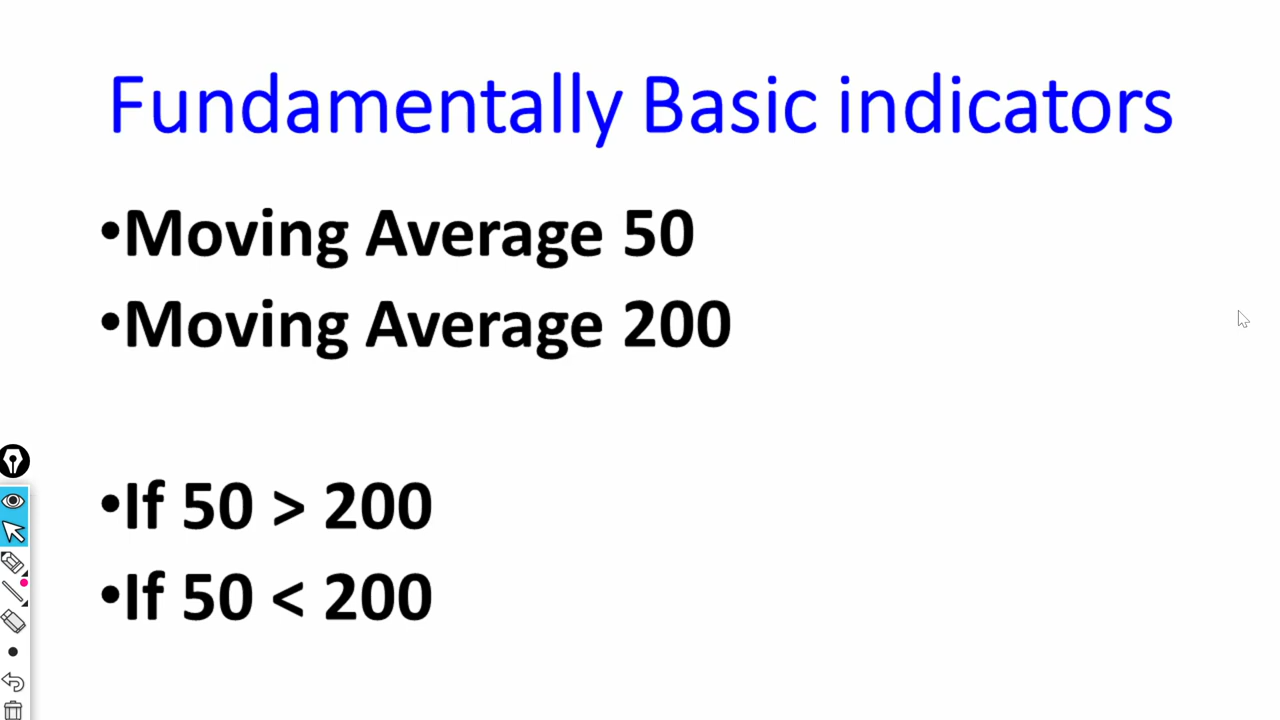 Fundamentally Basic indicators
•Moving Average 50
•Moving Average 200
•If 50 > 200
•If 50 < 200